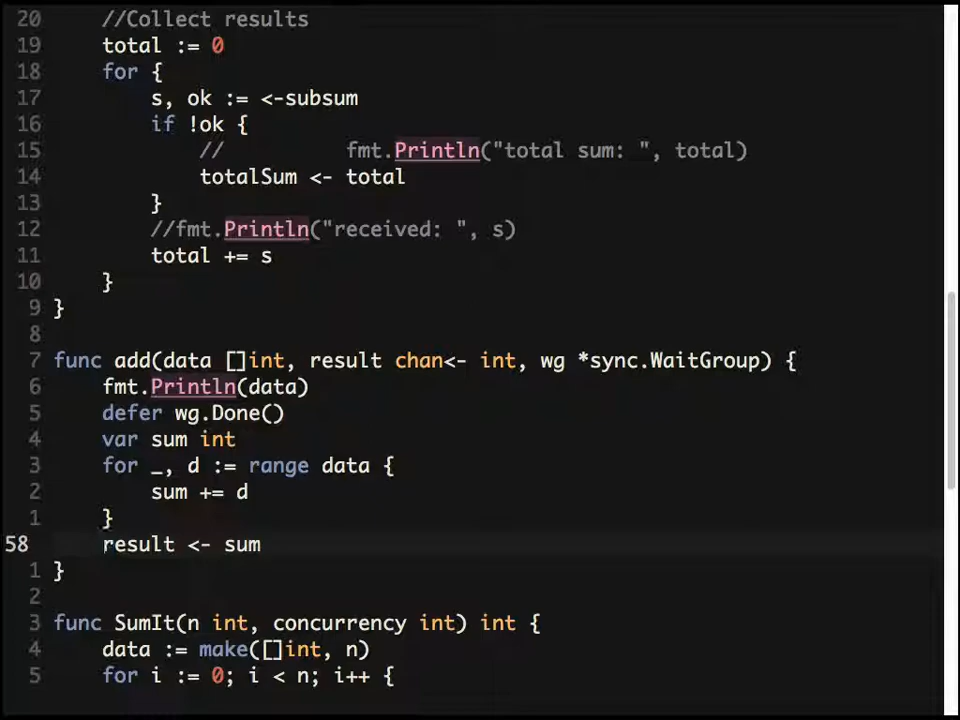 20 //Collect results
19 total := 0
18 for {
17 s, ok := <-subsum
16 if !ok {
15 // fmt.Println("total sum: ", total)
14 totalSum <- total
13 }
12 //fmt.Println("received: ", s)
11 total += s
10 }
9 }
8
7 func add(data []int, result chan<- int, wg *sync.WaitGroup) {
6 fmt.Println(data)
5 defer wg.Done()
4 var sum int
3 for _, d := range data {
2 sum += d
1 }
58 result <- sum
1 }
2
3 func SumIt(n int, concurrency int) int {
4 data := make([]int, n)
5 for i := 0; i < n; i++ {